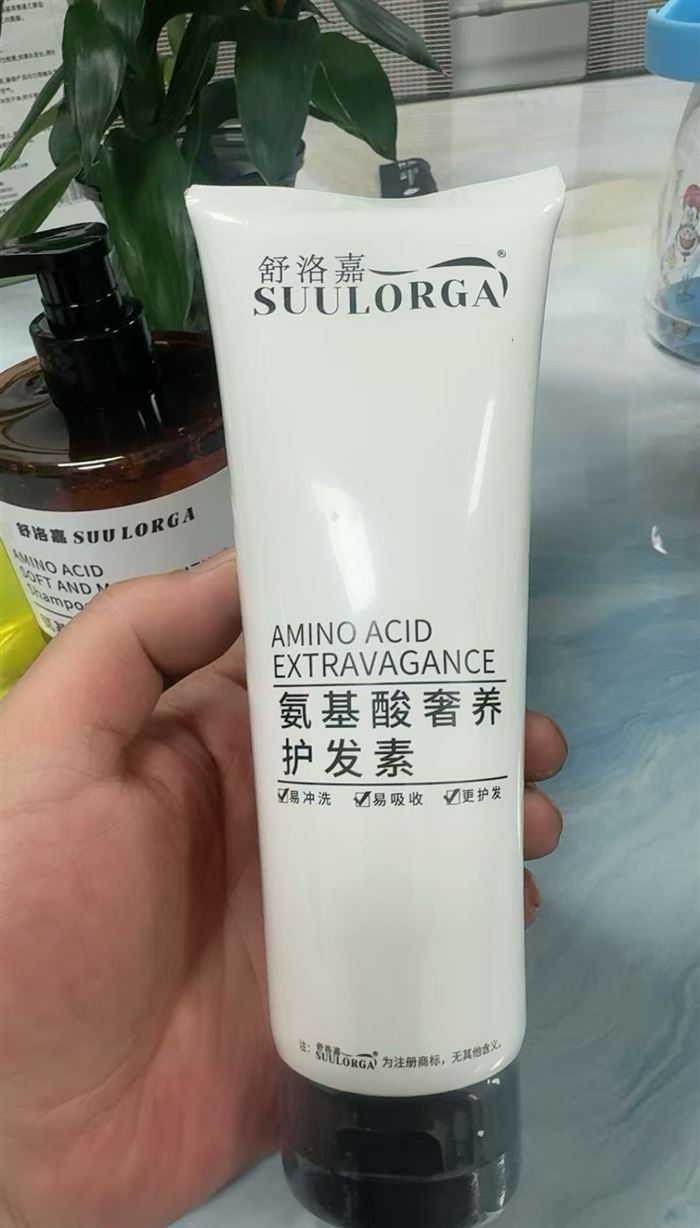 舒洛嘉
SUULORGA®
AMINO ACID
EXTRAVAGANCE
氨基酸奢养
护发素
☑易冲洗 ☑易吸收 ☑更护发
注：舒洛嘉 SUULORGA® 为注册商标，无其他含义。
舒洛嘉 SUULORGA
AMINO ACID
SOFT AND
Shampoo